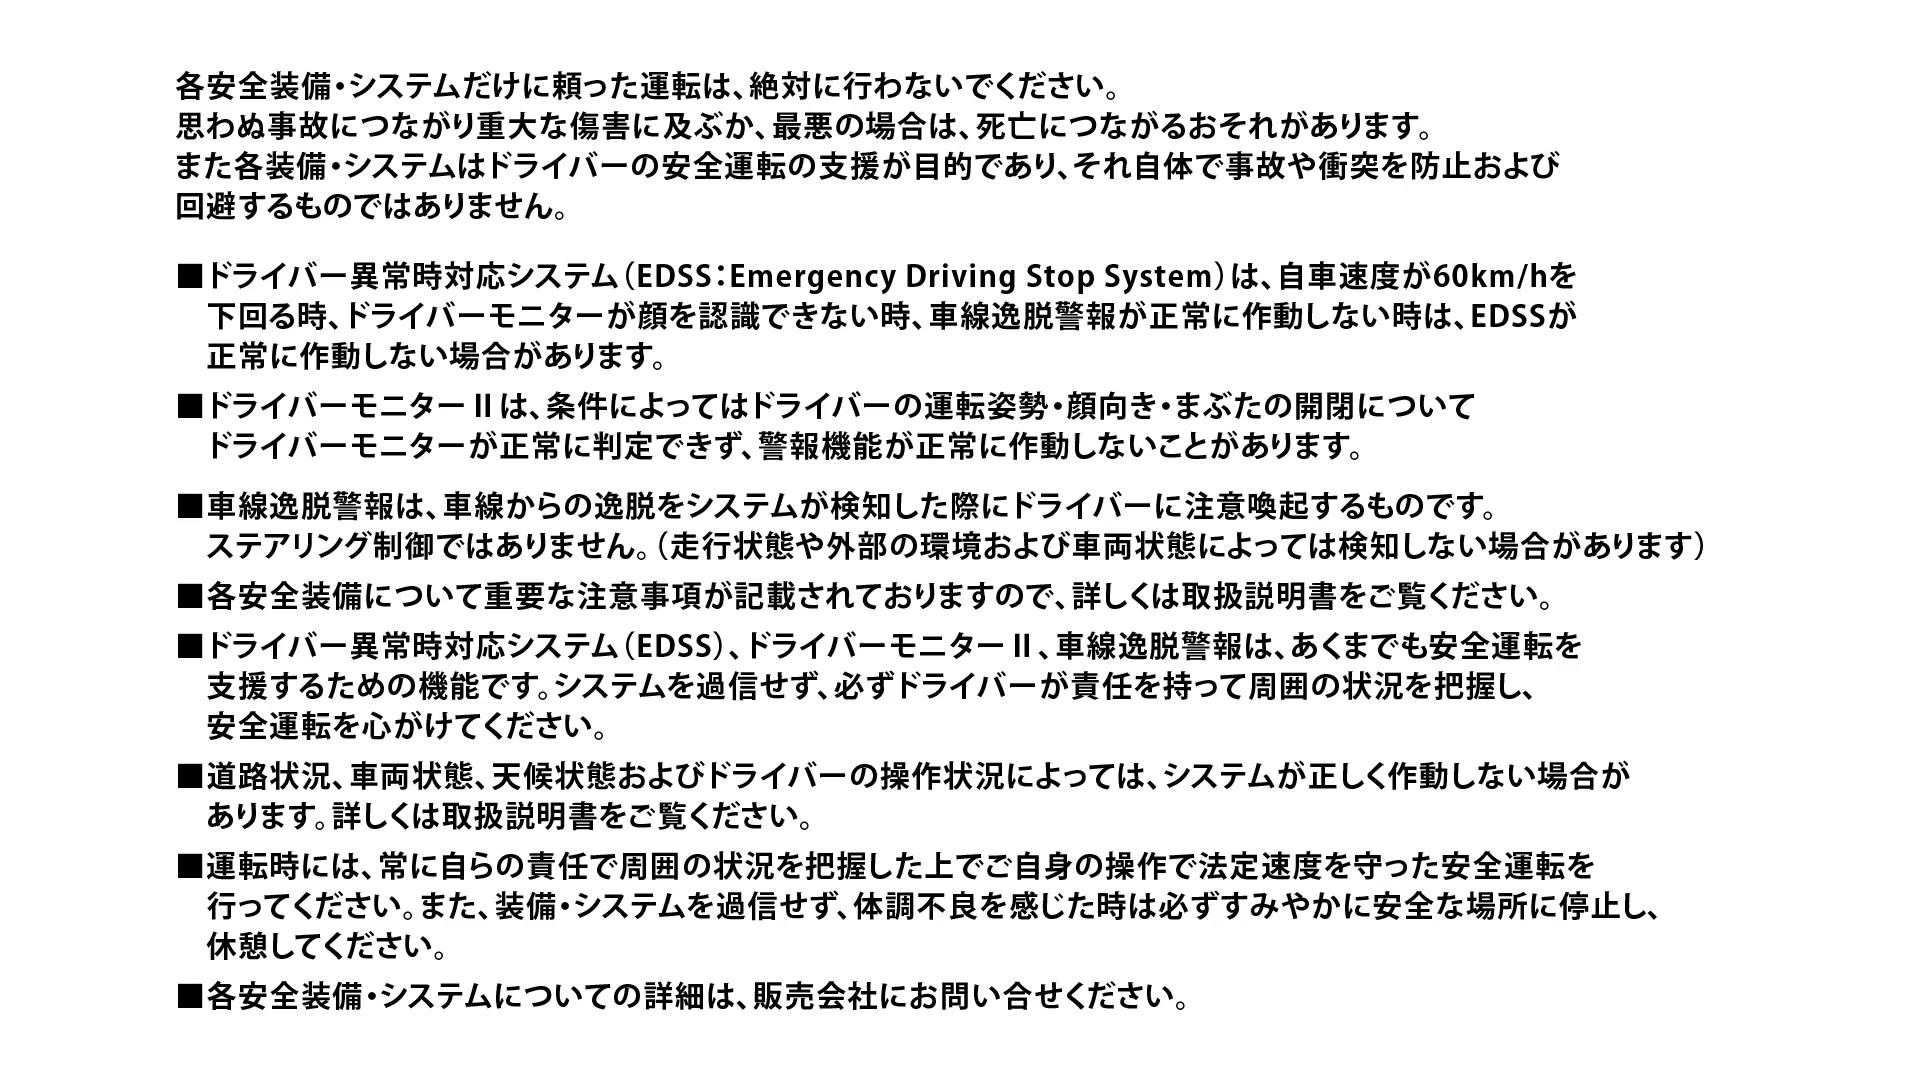 各安全装備・システムだけに頼った運転は、絶対に行わないでください。
思わぬ事故につながり重大な傷害に及ぶか、最悪の場合は、死亡につながるおそれがあります。
また各装備・システムはドライバーの安全運転の支援が目的であり、それ自体で事故や衝突を防止および
回避するものではありません。
■ドライバー異常時対応システム（EDSS：Emergency Driving Stop System）は、自車速度が60km/hを
下回る時、ドライバーモニターが顔を認識できない時、車線逸脱警報が正常に作動しない時は、EDSSが
正常に作動しない場合があります。
■ドライバーモニターⅡは、条件によってはドライバーの運転姿勢・顔向き・まぶたの開閉について
ドライバーモニターが正常に判定できず、警報機能が正常に作動しないことがあります。
■車線逸脱警報は、車線からの逸脱をシステムが検知した際にドライバーに注意喚起するものです。
ステアリング制御ではありません。（走行状態や外部の環境および車両状態によっては検知しない場合があります）
■各安全装備について重要な注意事項が記載されておりますので、詳しくは取扱説明書をご覧ください。
■ドライバー異常時対応システム（EDSS）、ドライバーモニターⅡ、車線逸脱警報は、あくまでも安全運転を
支援するための機能です。システムを過信せず、必ずドライバーが責任を持って周囲の状況を把握し、
安全運転を心がけてください。
■道路状況、車両状態、天候状態およびドライバーの操作状況によっては、システムが正しく作動しない場合が
あります。詳しくは取扱説明書をご覧ください。
■運転時には、常に自らの責任で周囲の状況を把握した上でご自身の操作で法定速度を守った安全運転を
行ってください。また、装備・システムを過信せず、体調不良を感じた時は必ずすみやかに安全な場所に停止し、
休憩してください。
■各安全装備・システムについての詳細は、販売会社にお問い合せください。